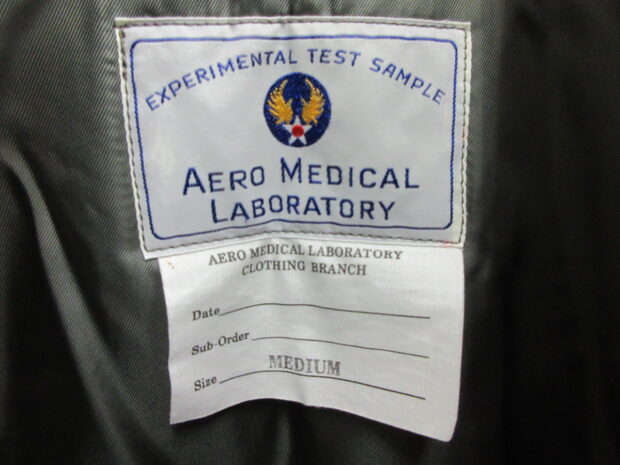 EXPERIMENTAL TEST SAMPLE
AERO MEDICAL
LABORATORY
AERO MEDICAL LABORATORY
CLOTHING BRANCH
Date
Sub-Order
MEDIUM
Size